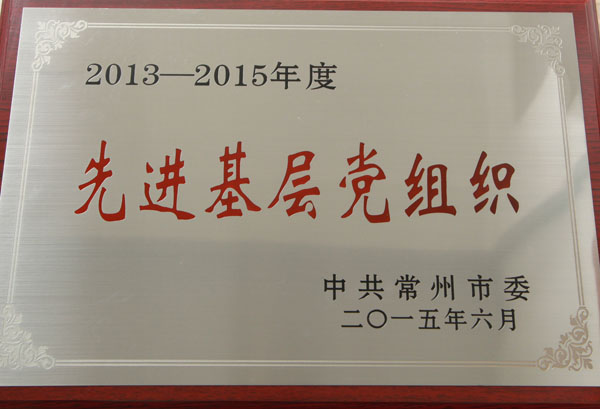 2013—2015年度
先进基层党组织
中共常州市委
二〇一五年六月